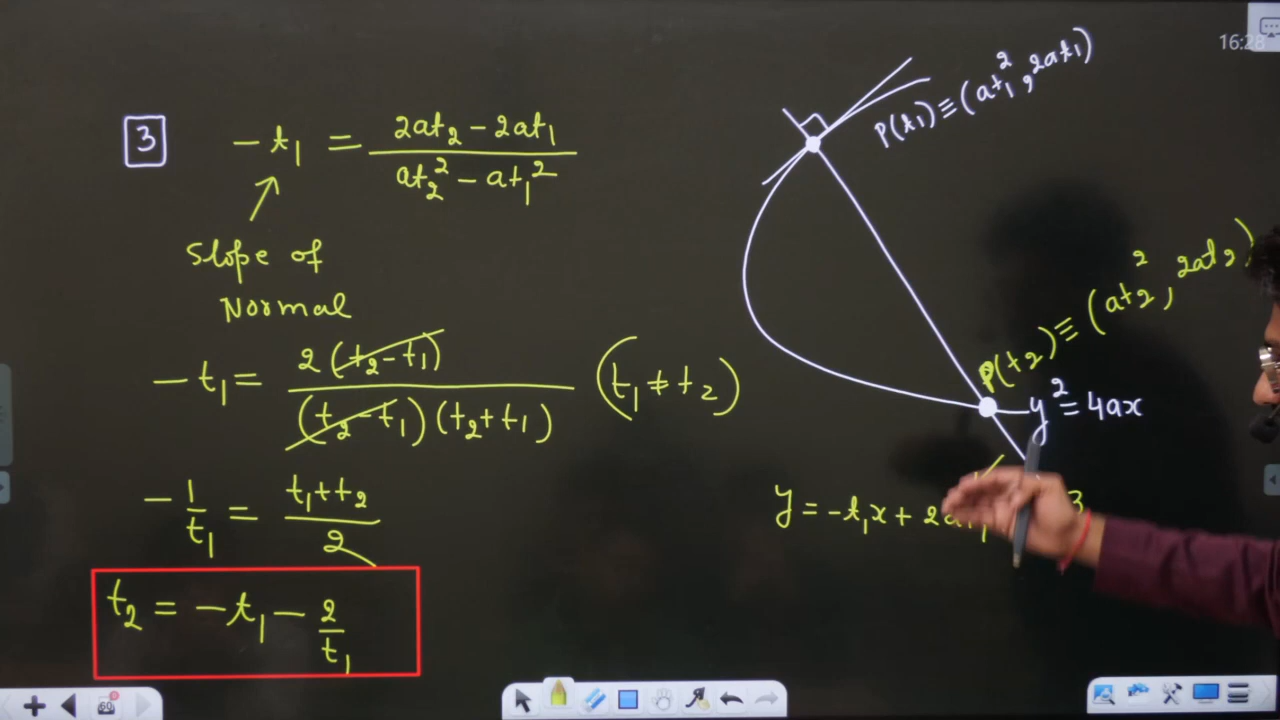 16:28
3
-t₁ = (2at₂ - 2at₁) / (at₂² - at₁²)
Slope of
Normal
-t₁ = 2(t₂ - t₁) / (t₂ - t₁)(t₂ + t₁) (t₁ ≠ t₂)
-1/t₁ = (t₁ + t₂) / 2
t₂ = -t₁ - 2/t₁
P(t₁) ≡ (at₁², 2at₁)
P(t₂) ≡ (at₂², 2at₂)
y² = 4ax
y = -t₁x + 2at₁
60